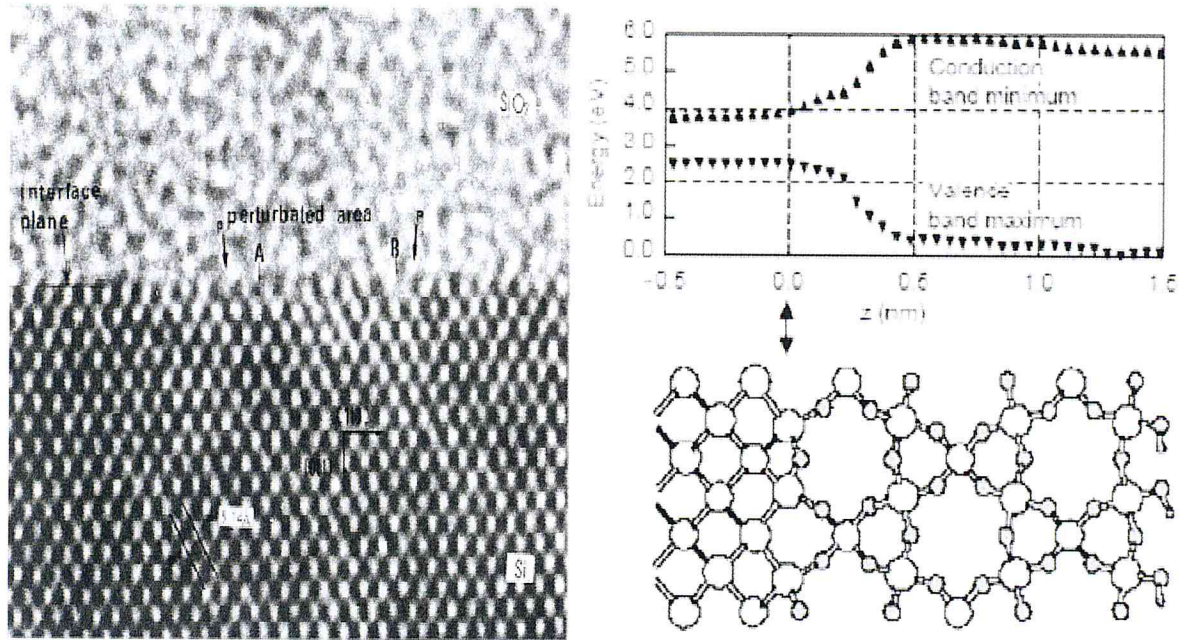 SiO₂
interface
plane
perturbated area
A
B
Si
6.0
5.0
4.0
3.0
2.0
1.0
0.0
Energy (eV)
Conduction
band minimum
Valence
band maximum
-0.5
0.0
0.5
1.0
1.5
z (nm)